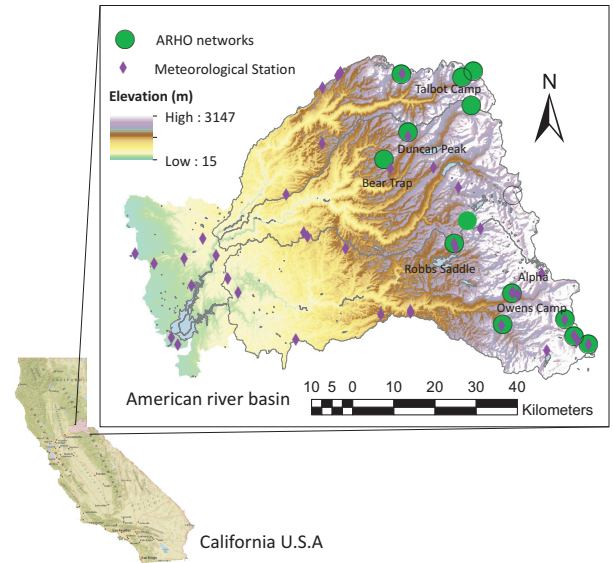 ARHO networks
Meteorological Station
Elevation (m)
High : 3147
Low : 15
N
Talbot Camp
Duncan Peak
Bear Trap
Robbs Saddle
Alpha
Owens Camp
American river basin
10 5 0 10 20 30 40
Kilometers
California U.S.A